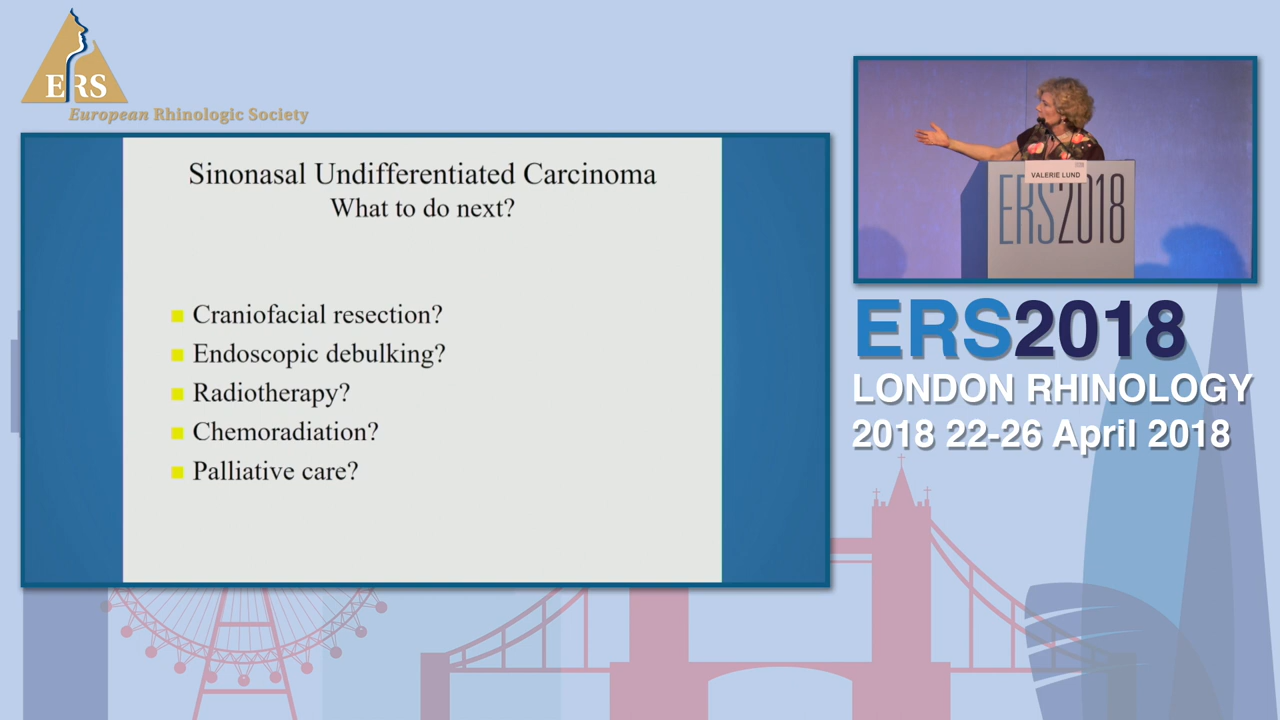 ERS
European Rhinologic Society
Sinonasal Undifferentiated Carcinoma
What to do next?
Craniofacial resection?
Endoscopic debulking?
Radiotherapy?
Chemoradiation?
Palliative care?
VALERIE LUND
ERS2018
ERS2018
LONDON RHINOLOGY
2018 22-26 April 2018